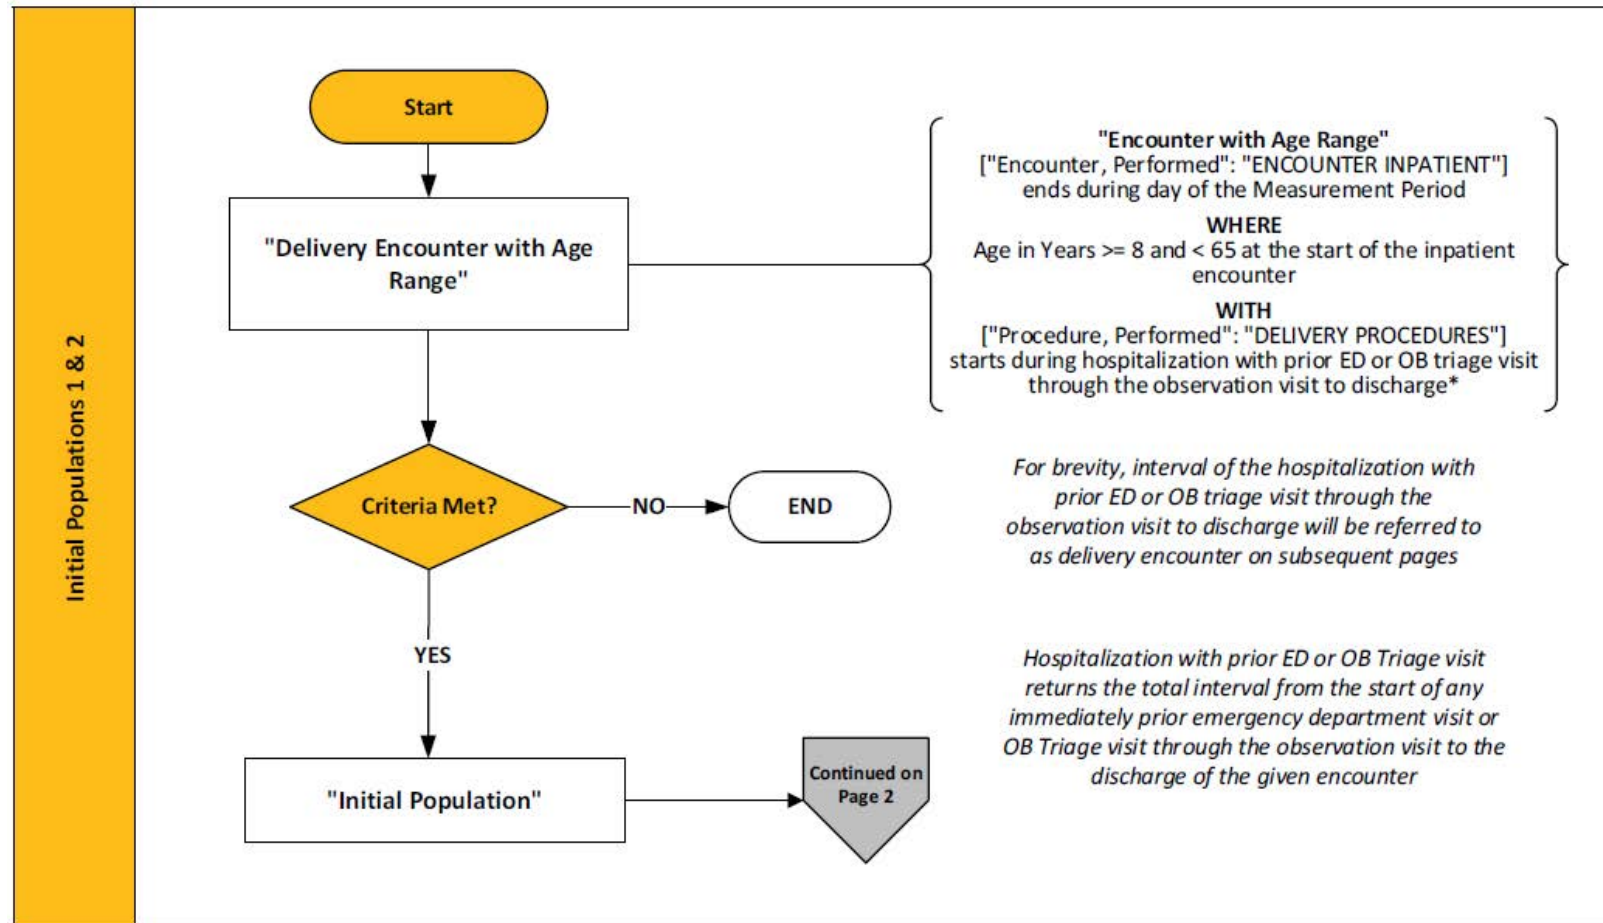 Initial Populations 1 & 2
Start
"Delivery Encounter with Age
Range"
"Encounter with Age Range"
["Encounter, Performed": "ENCOUNTER INPATIENT"]
ends during day of the Measurement Period
WHERE
Age in Years >= 8 and < 65 at the start of the inpatient
encounter
WITH
["Procedure, Performed": "DELIVERY PROCEDURES"]
starts during hospitalization with prior ED or OB triage visit
through the observation visit to discharge*
Criteria Met?
NO
END
For brevity, interval of the hospitalization with
prior ED or OB triage visit through the
observation visit to discharge will be referred to
as delivery encounter on subsequent pages
YES
Hospitalization with prior ED or OB Triage visit
returns the total interval from the start of any
immediately prior emergency department visit or
OB Triage visit through the observation visit to the
discharge of the given encounter
"Initial Population"
Continued on
Page 2